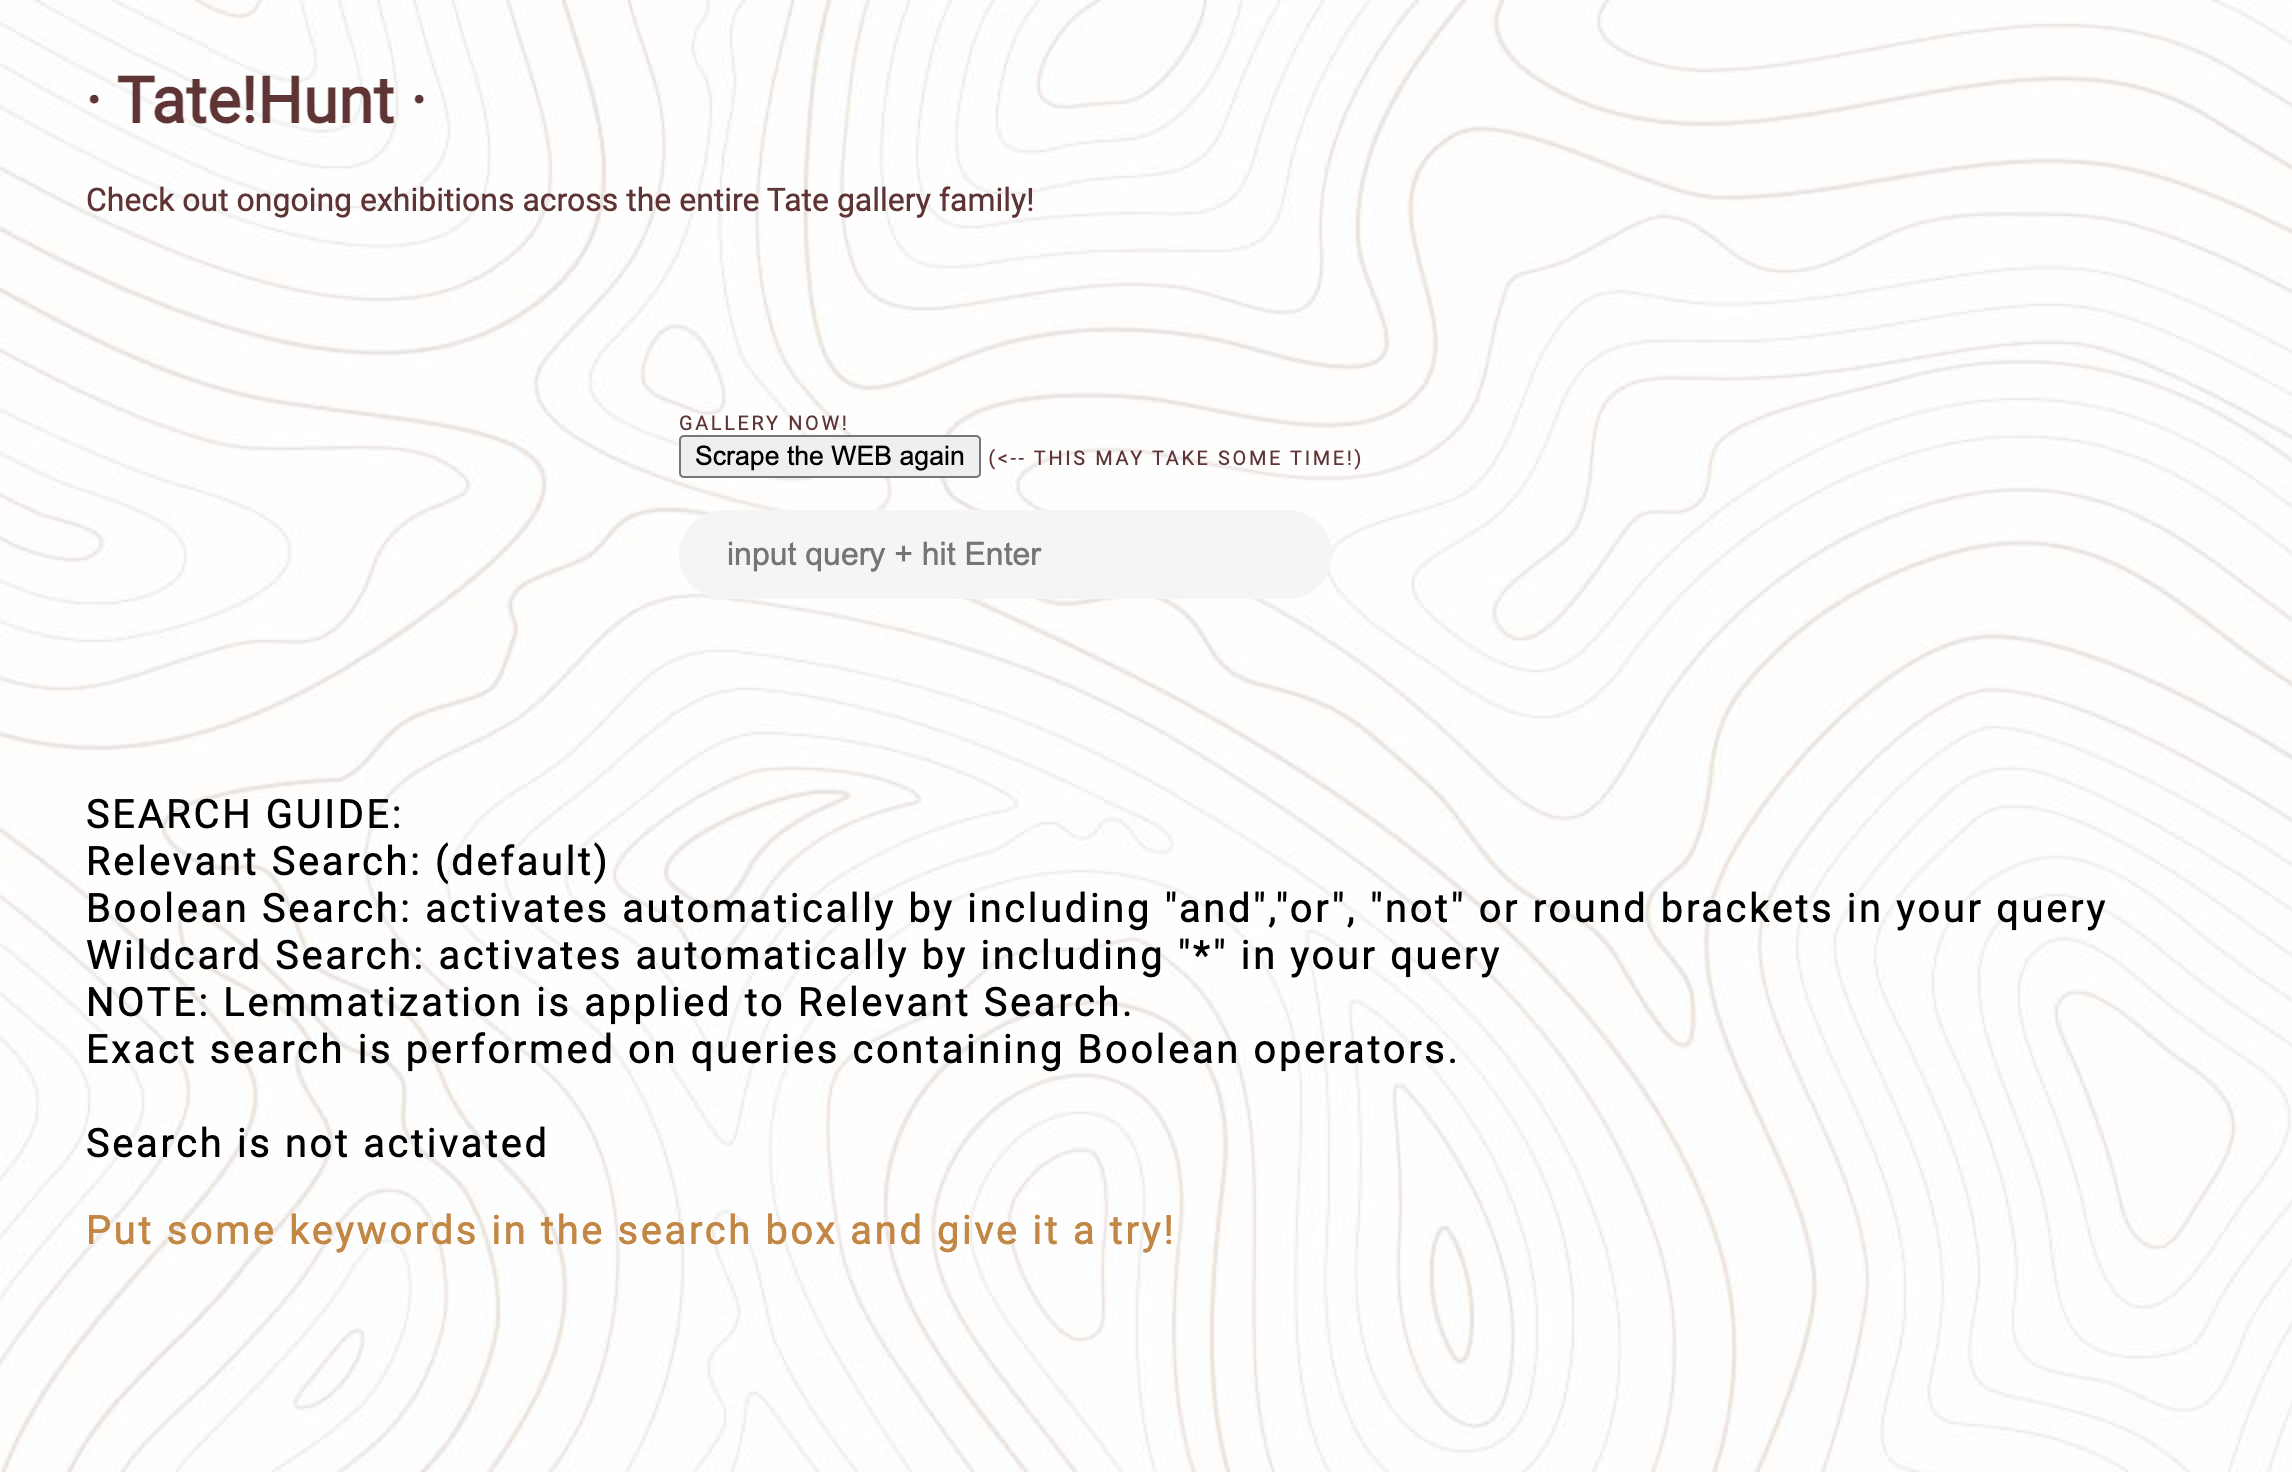 · Tate!Hunt ·
Check out ongoing exhibitions across the entire Tate gallery family!
GALLERY NOW!
Scrape the WEB again (<-- THIS MAY TAKE SOME TIME!)
input query + hit Enter
SEARCH GUIDE:
Relevant Search: (default)
Boolean Search: activates automatically by including "and","or", "not" or round brackets in your query
Wildcard Search: activates automatically by including "*" in your query
NOTE: Lemmatization is applied to Relevant Search.
Exact search is performed on queries containing Boolean operators.
Search is not activated
Put some keywords in the search box and give it a try!